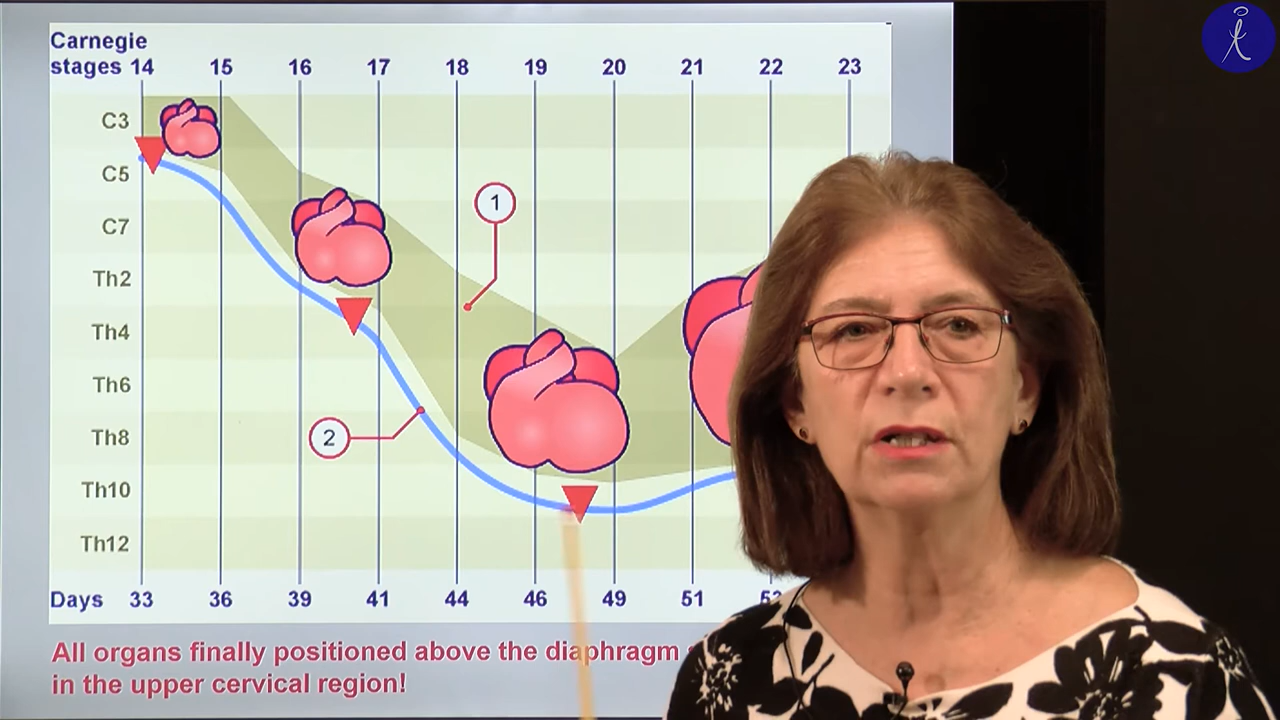 Carnegie
stages 14 15 16 17 18 19 20 21 22 23
C3
C5
C7
Th2
Th4
Th6
Th8
Th10
Th12
1
2
Days 33 36 39 41 44 46 49 51
All organs finally positioned above the diaphragm
in the upper cervical region!